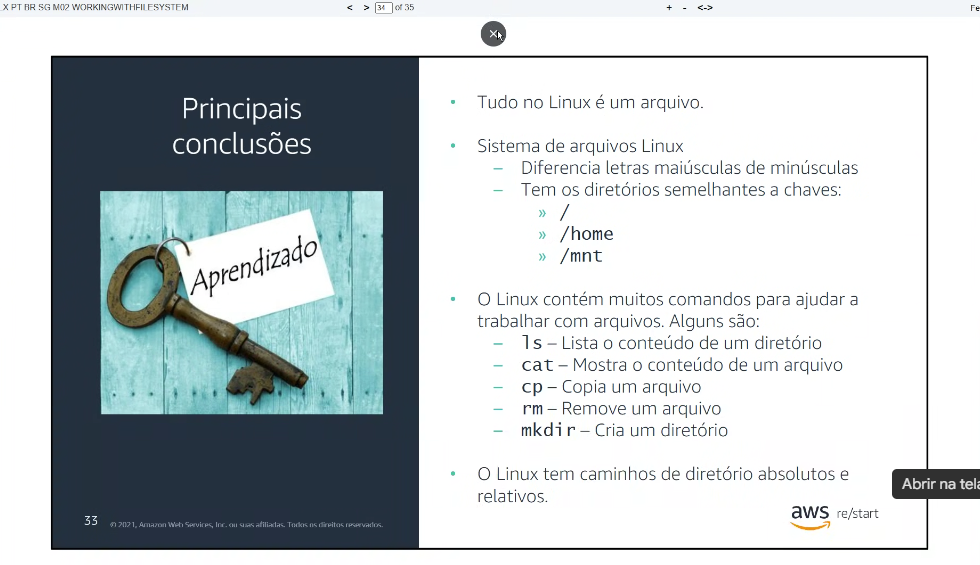 _X PT BR SG M02 WORKINGWITHFILESYSTEM
< > 34 of 35
+ - <->
Fe
Principais
conclusões
Aprendizado
• Tudo no Linux é um arquivo.
• Sistema de arquivos Linux
– Diferencia letras maiúsculas de minúsculas
– Tem os diretórios semelhantes a chaves:
» /
» /home
» /mnt
• O Linux contém muitos comandos para ajudar a
trabalhar com arquivos. Alguns são:
– ls – Lista o conteúdo de um diretório
– cat – Mostra o conteúdo de um arquivo
– cp – Copia um arquivo
– rm – Remove um arquivo
– mkdir – Cria um diretório
• O Linux tem caminhos de diretório absolutos e
relativos.
Abrir na tela
33
© 2021, Amazon Web Services, Inc. ou suas afiliadas. Todos os direitos reservados.
aws re/start